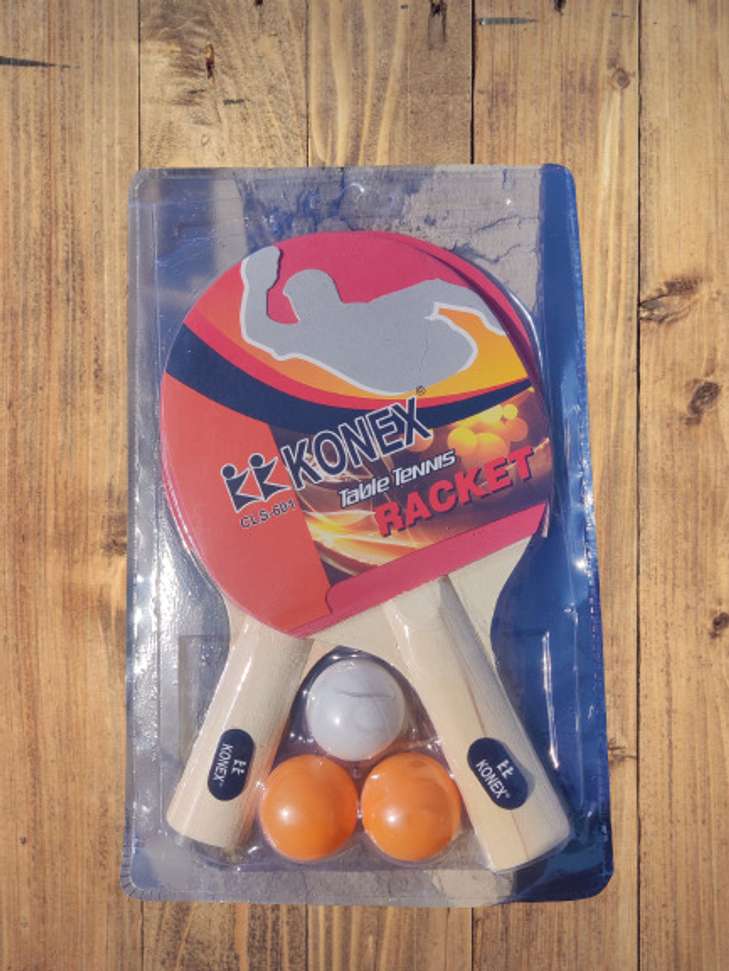 KONEX®
CLS-601
Table Tennis
RACKET
KONEX
KONEX